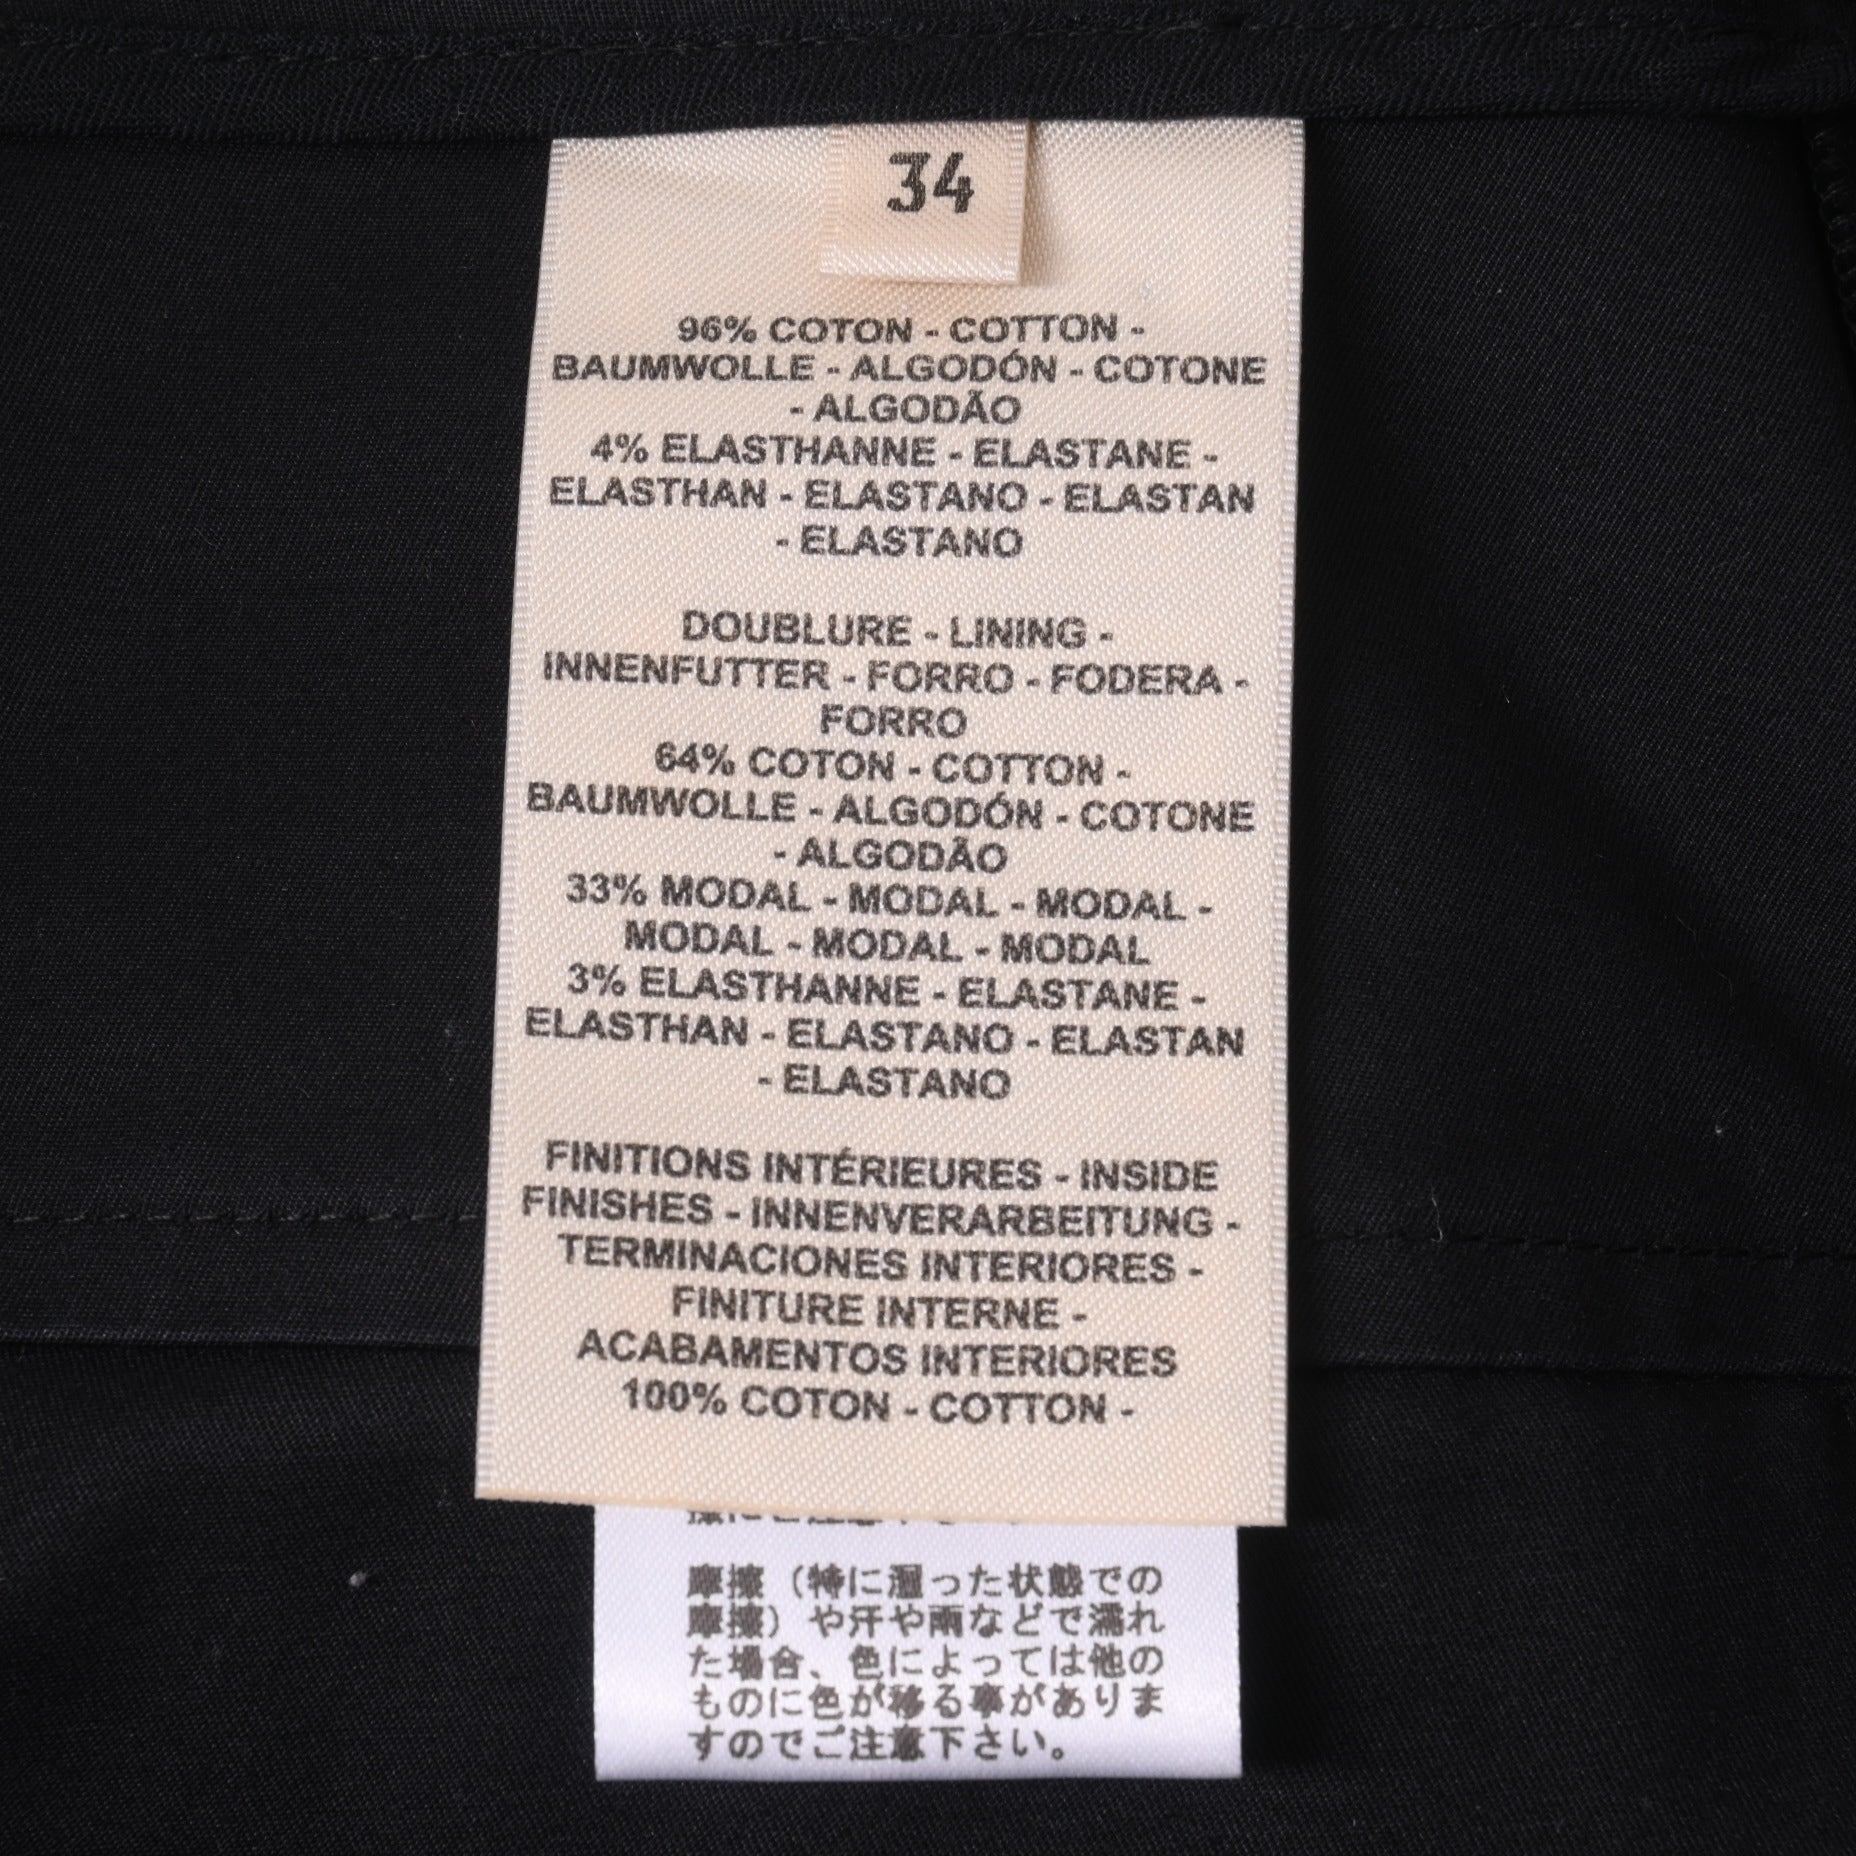 34
96% COTON - COTTON -
BAUMWOLLE - ALGODÓN - COTONE
- ALGODÃO
4% ELASTHANNE - ELASTANE -
ELASTHAN - ELASTANO - ELASTAN
- ELASTANO
DOUBLURE - LINING -
INNENFUTTER - FORRO - FODERA -
FORRO
64% COTON - COTTON -
BAUMWOLLE - ALGODÓN - COTONE
- ALGODÃO
33% MODAL - MODAL - MODAL -
MODAL - MODAL - MODAL
3% ELASTHANNE - ELASTANE -
ELASTHAN - ELASTANO - ELASTAN
- ELASTANO
FINITIONS INTÉRIEURES - INSIDE
FINISHES - INNENVERARBEITUNG -
TERMINACIONES INTERIORES -
FINITURE INTERNE -
ACABAMENTOS INTERIORES
100% COTON - COTTON -
摩擦（特に湿った状態での
摩擦）や汗や雨などで濡れ
た場合、色によっては他の
ものに色が移る事がありま
すのでご注意下さい。